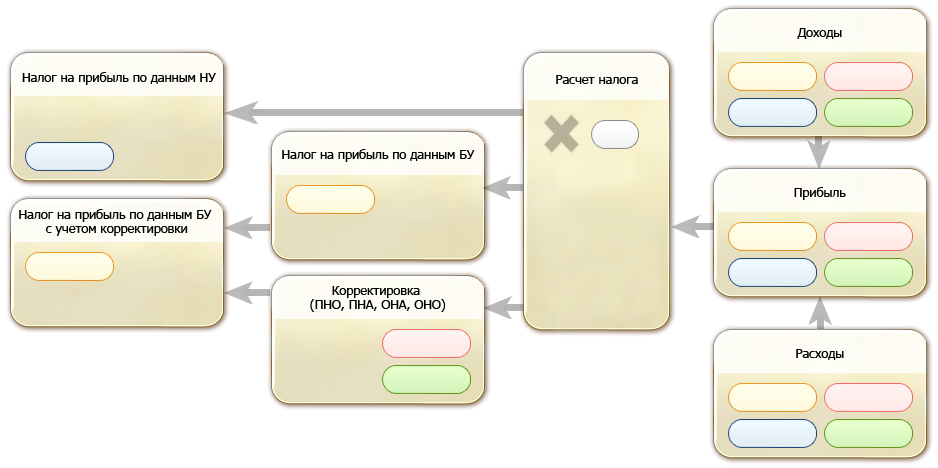 Доходы
Налог на прибыль по данным НУ
Расчет налога
Налог на прибыль по данным БУ
Прибыль
Налог на прибыль по данным БУ
с учетом корректировки
Корректировка
(ПНО, ПНА, ОНА, ОНО)
Расходы